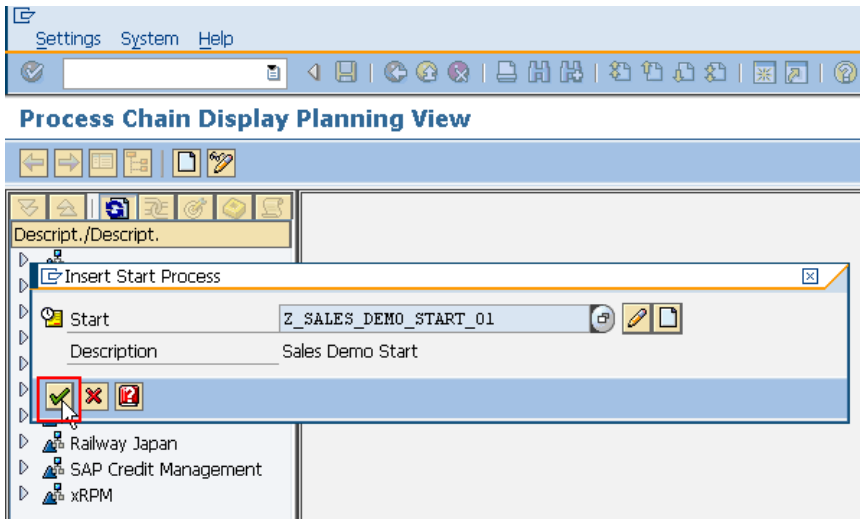 Settings System Help
Process Chain Display Planning View
Descript./Descript.
Insert Start Process
Start Z_SALES_DEMO_START_01
Description Sales Demo Start
Railway Japan
SAP Credit Management
xRPM